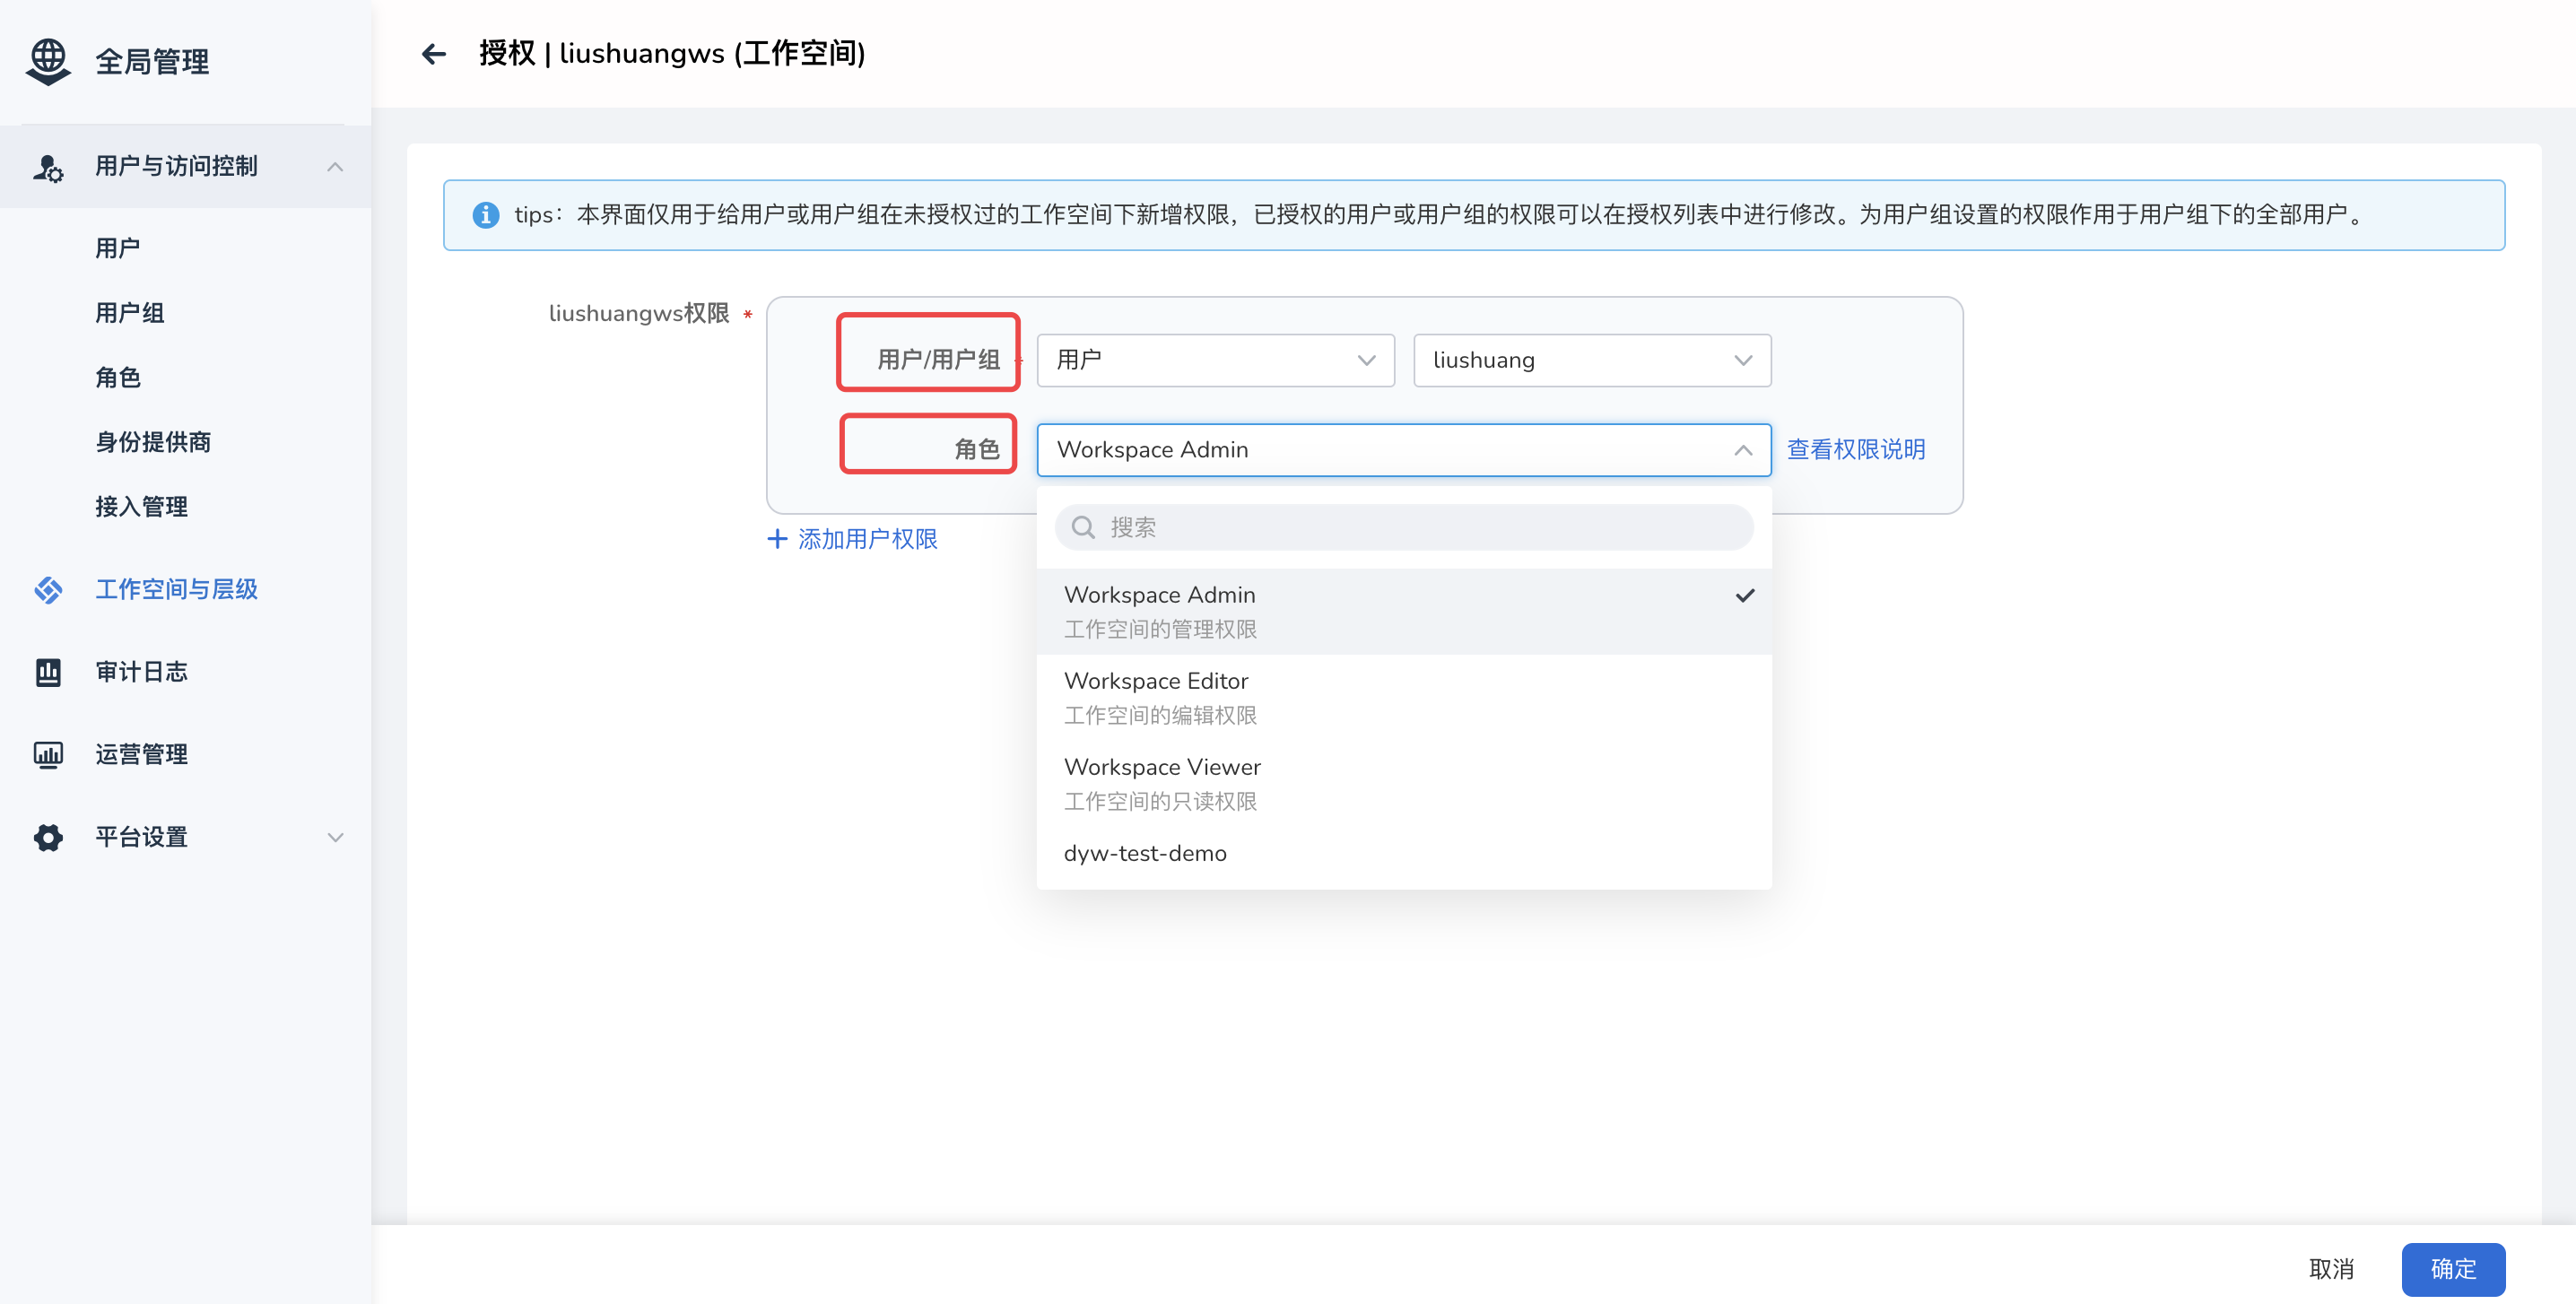 全局管理
用户与访问控制
用户
用户组
角色
身份提供商
接入管理
工作空间与层级
审计日志
运营管理
平台设置
授权 | liushuangws (工作空间)
tips：本界面仅用于给用户或用户组在未授权过的工作空间下新增权限，已授权的用户或用户组的权限可以在授权列表中进行修改。为用户组设置的权限作用于用户组下的全部用户。
liushuangws权限 *
用户/用户组 * 用户 liushuang
角色 Workspace Admin 查看权限说明
+ 添加用户权限
搜索
Workspace Admin
工作空间的管理权限
Workspace Editor
工作空间的编辑权限
Workspace Viewer
工作空间的只读权限
dyw-test-demo
取消 确定